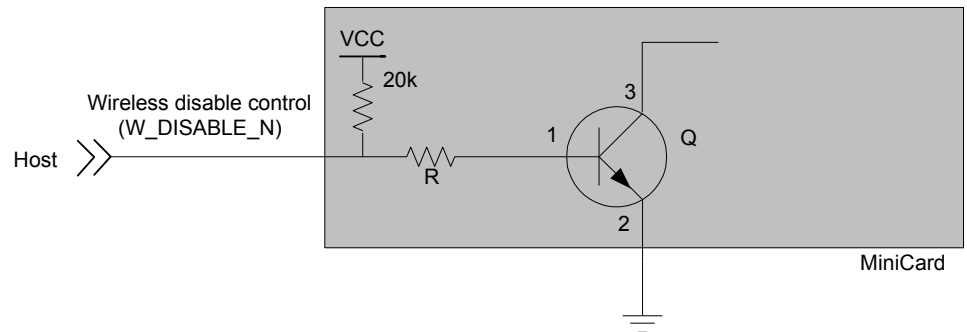 VCC
20k
Wireless disable control
(W_DISABLE_N)
Host
R
1
3
Q
2
MiniCard